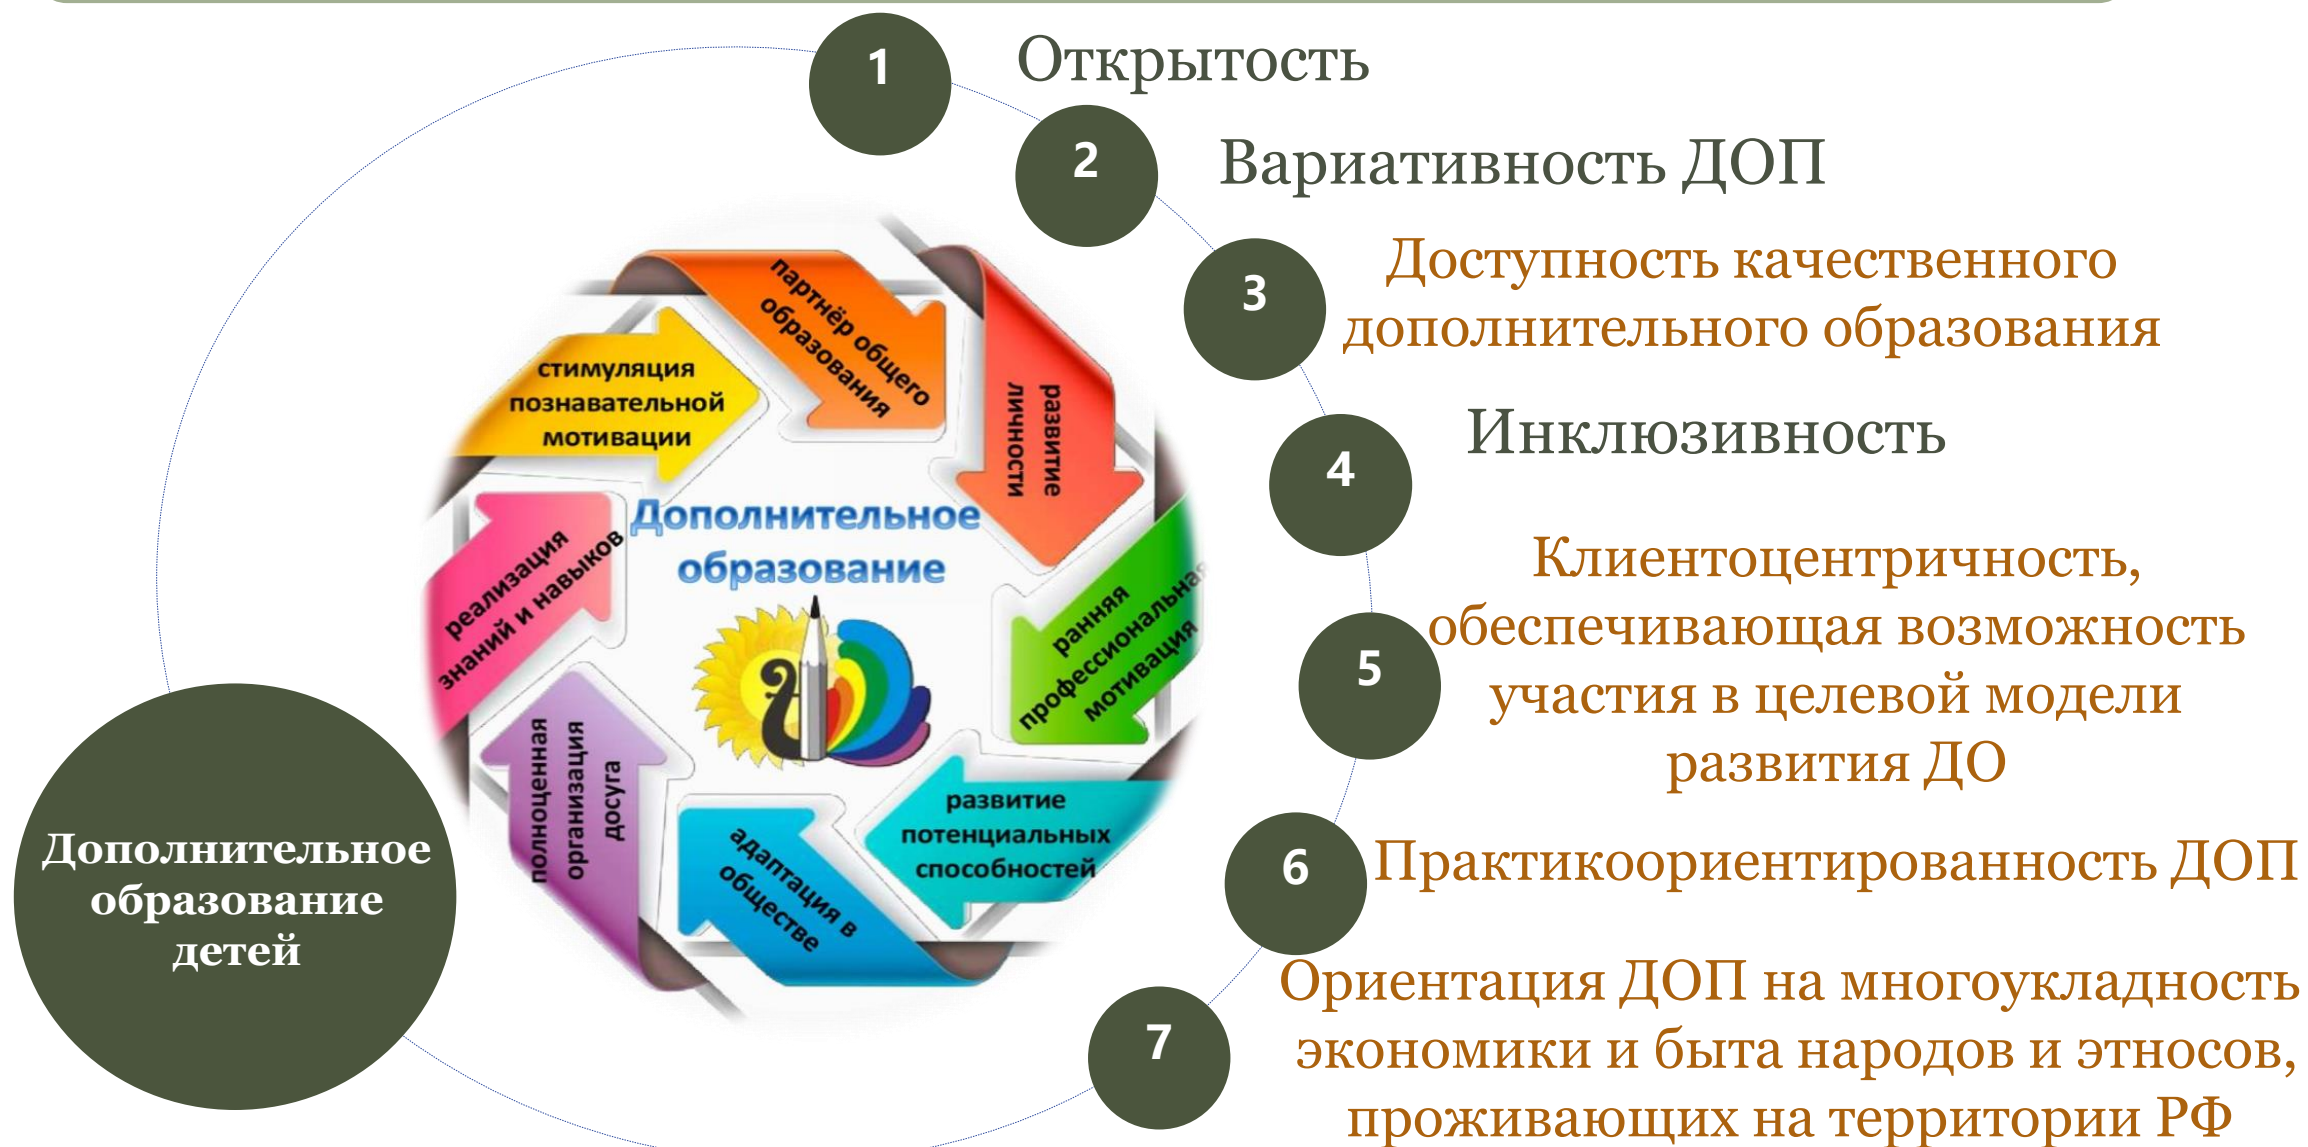 1
Открытость
2
Вариативность ДОП
3
Доступность качественного
дополнительного образования
4
Инклюзивность
5
Клиентоцентричность,
обеспечивающая возможность
участия в целевой модели
развития ДО
6
Практикоориентированность ДОП
7
Ориентация ДОП на многоукладность
экономики и быта народов и этносов,
проживающих на территории РФ
Дополнительное
образование
детей
Дополнительное
образование
стимуляция
познавательной
мотивации
партнёр общего
образования
развитие
личности
ранняя
профессиональная
мотивация
развитие
потенциальных
способностей
адаптация в
обществе
полноценная
организация
досуга
реализация
знаний и навыков